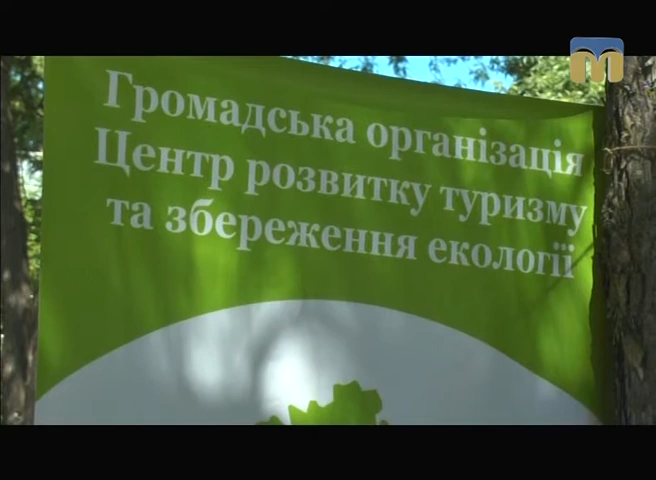 Громадська організація
Центр розвитку туризму
та збереження екології